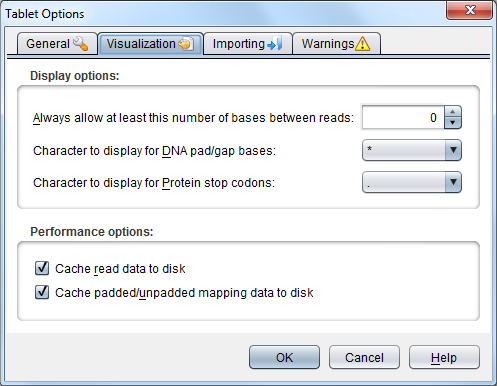 Tablet Options
General Visualization Importing Warnings
Display options:
Always allow at least this number of bases between reads: 0
Character to display for DNA pad/gap bases: *
Character to display for Protein stop codons: .
Performance options:
Cache read data to disk
Cache padded/unpadded mapping data to disk
OK Cancel Help